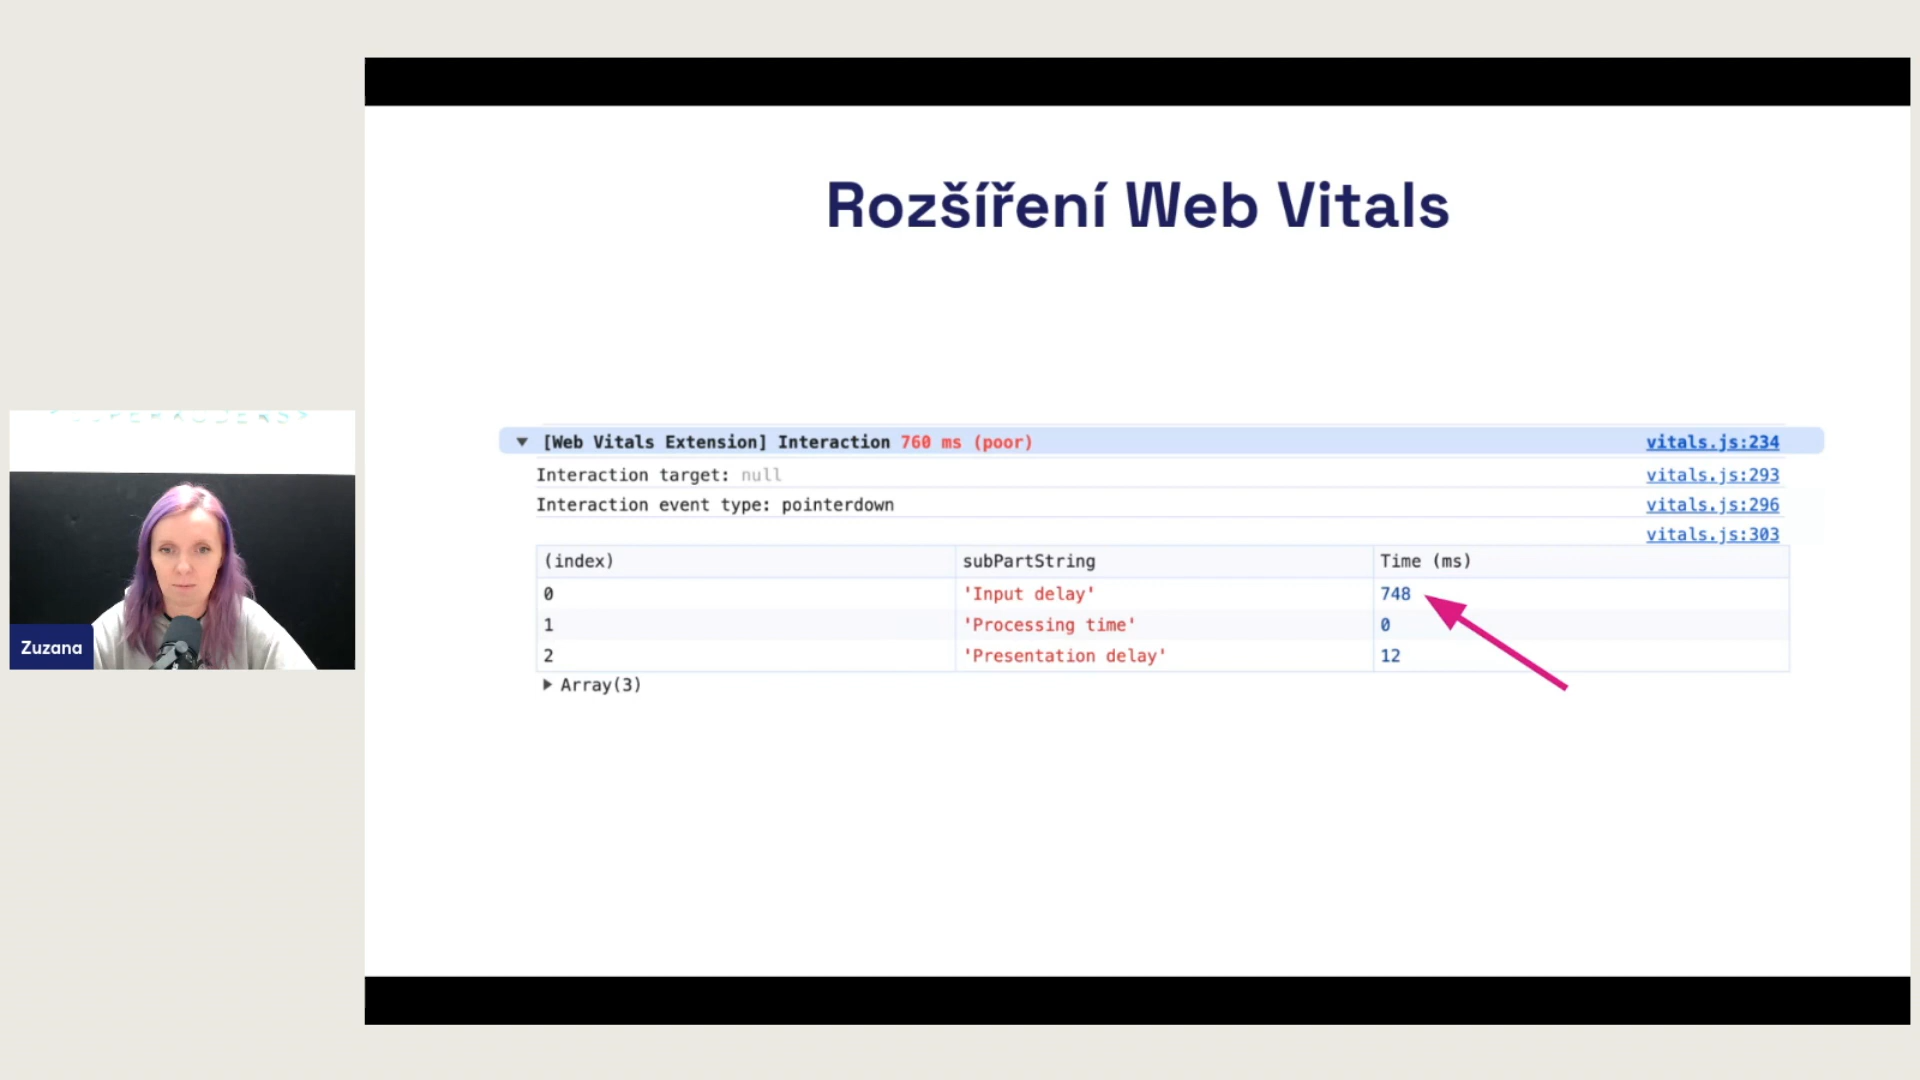 Rozšíření Web Vitals
[Web Vitals Extension] Interaction 760 ms (poor) vitals.js:234
Interaction target: null vitals.js:293
Interaction event type: pointerdown vitals.js:296
vitals.js:303
(index) subPartString Time (ms)
0 'Input delay' 748
1 'Processing time' 0
2 'Presentation delay' 12
Array(3)
Zuzana